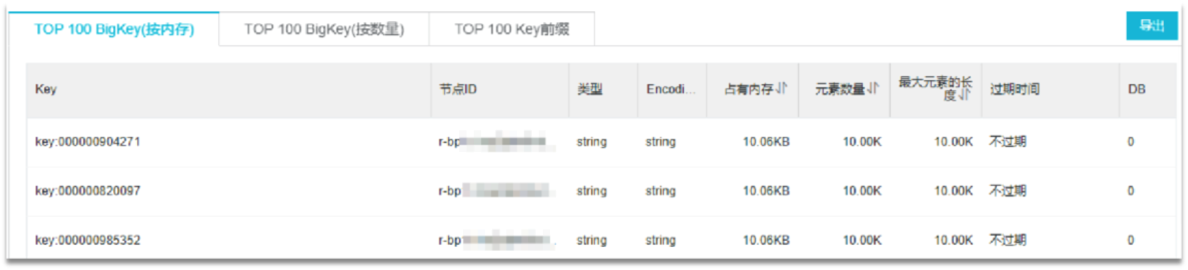 TOP 100 BigKey(按内存) TOP 100 BigKey(按数量) TOP 100 Key前缀 导出
Key 节点ID 类型 Encodi... 占有内存 元素数量 最大元素的长度 过期时间 DB
key:000000904271 r-bp string string 10.06KB 10.00K 10.00K 不过期 0
key:000000820097 r-bp string string 10.06KB 10.00K 10.00K 不过期 0
key:000000985352 r-bp string string 10.06KB 10.00K 10.00K 不过期 0